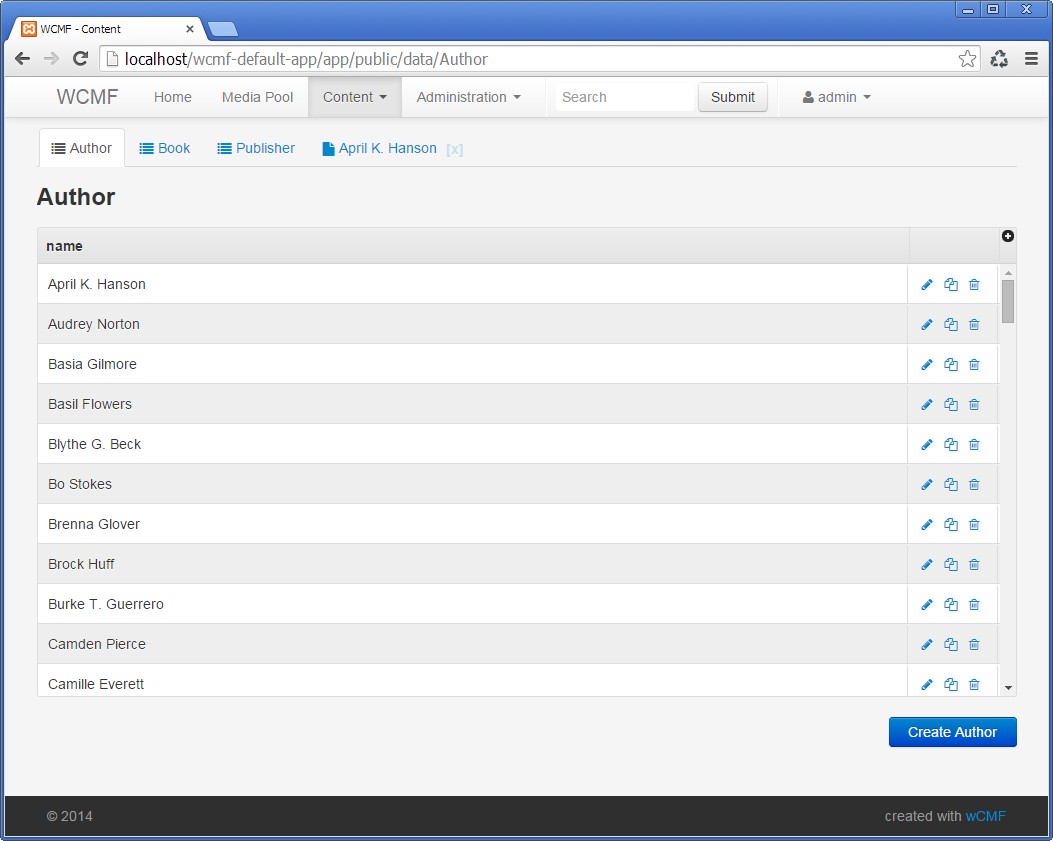 WCMF - Content
localhost/wcmf-default-app/app/public/data/Author
WCMF Home Media Pool Content Administration Search Submit admin
Author Book Publisher April K. Hanson [x]
Author
name
April K. Hanson
Audrey Norton
Basia Gilmore
Basil Flowers
Blythe G. Beck
Bo Stokes
Brenna Glover
Brock Huff
Burke T. Guerrero
Camden Pierce
Camille Everett
Create Author
© 2014 created with wCMF